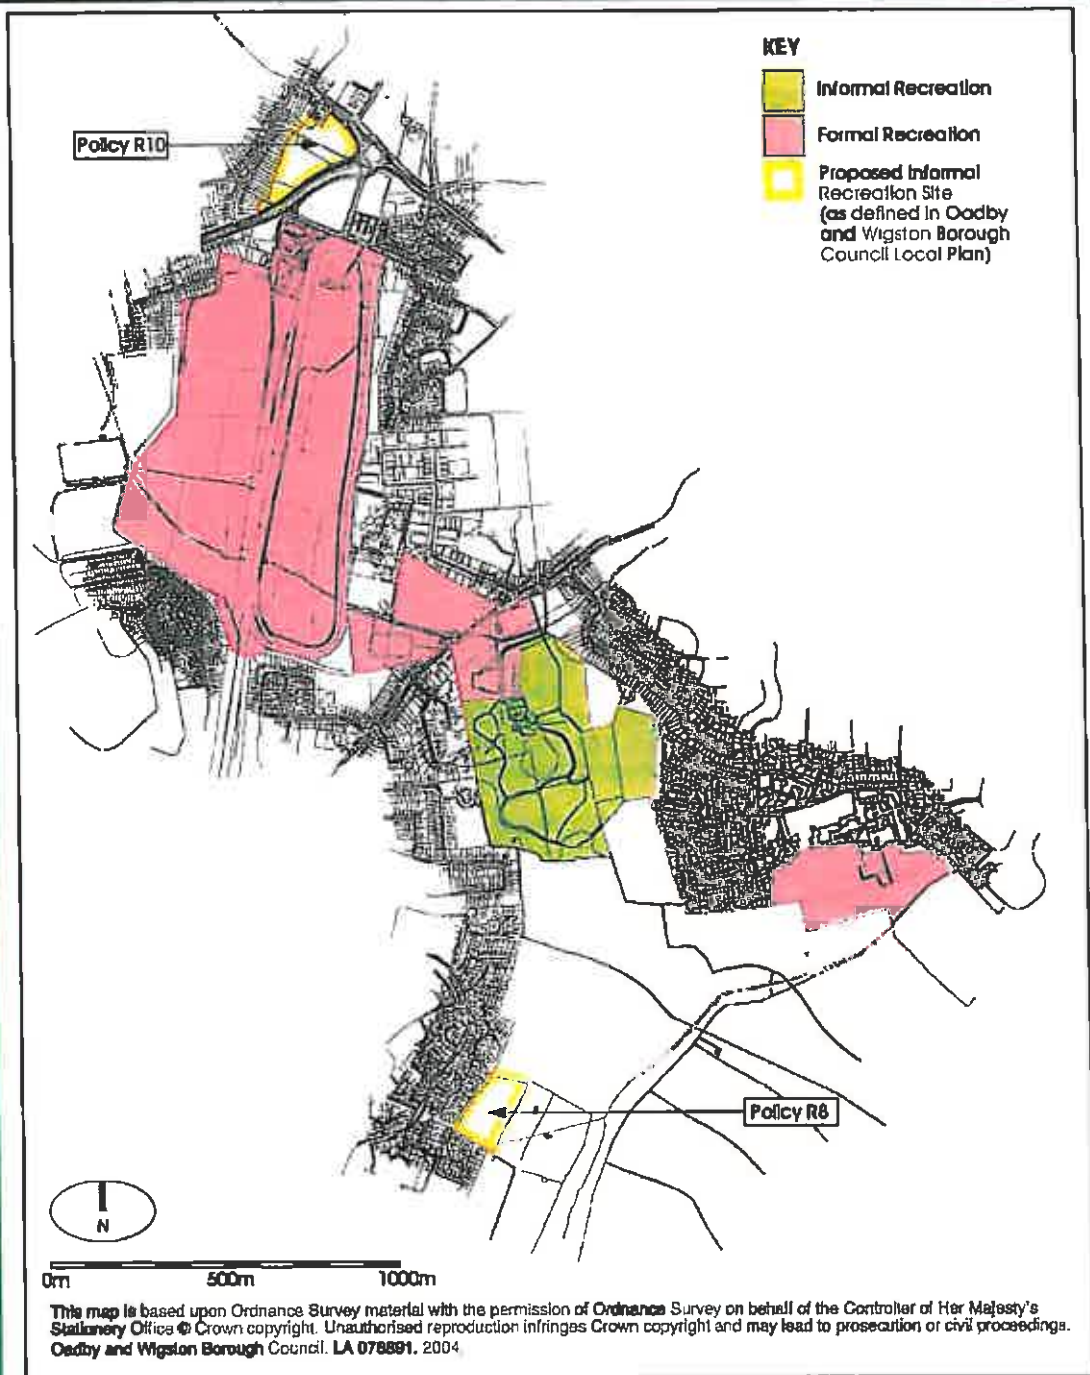 KEY
Informal Recreation
Formal Recreation
Proposed Informal
Recreation Site
(as defined in Oadby
and Wigston Borough
Council Local Plan)
Policy R10
Policy R8
N
0m 500m 1000m
This map is based upon Ordnance Survey material with the permission of Ordnance Survey on behalf of the Controller of Her Majesty's
Stationery Office © Crown copyright. Unauthorised reproduction infringes Crown copyright and may lead to prosecution or civil proceedings.
Oadby and Wigston Borough Council. LA 078891. 2004